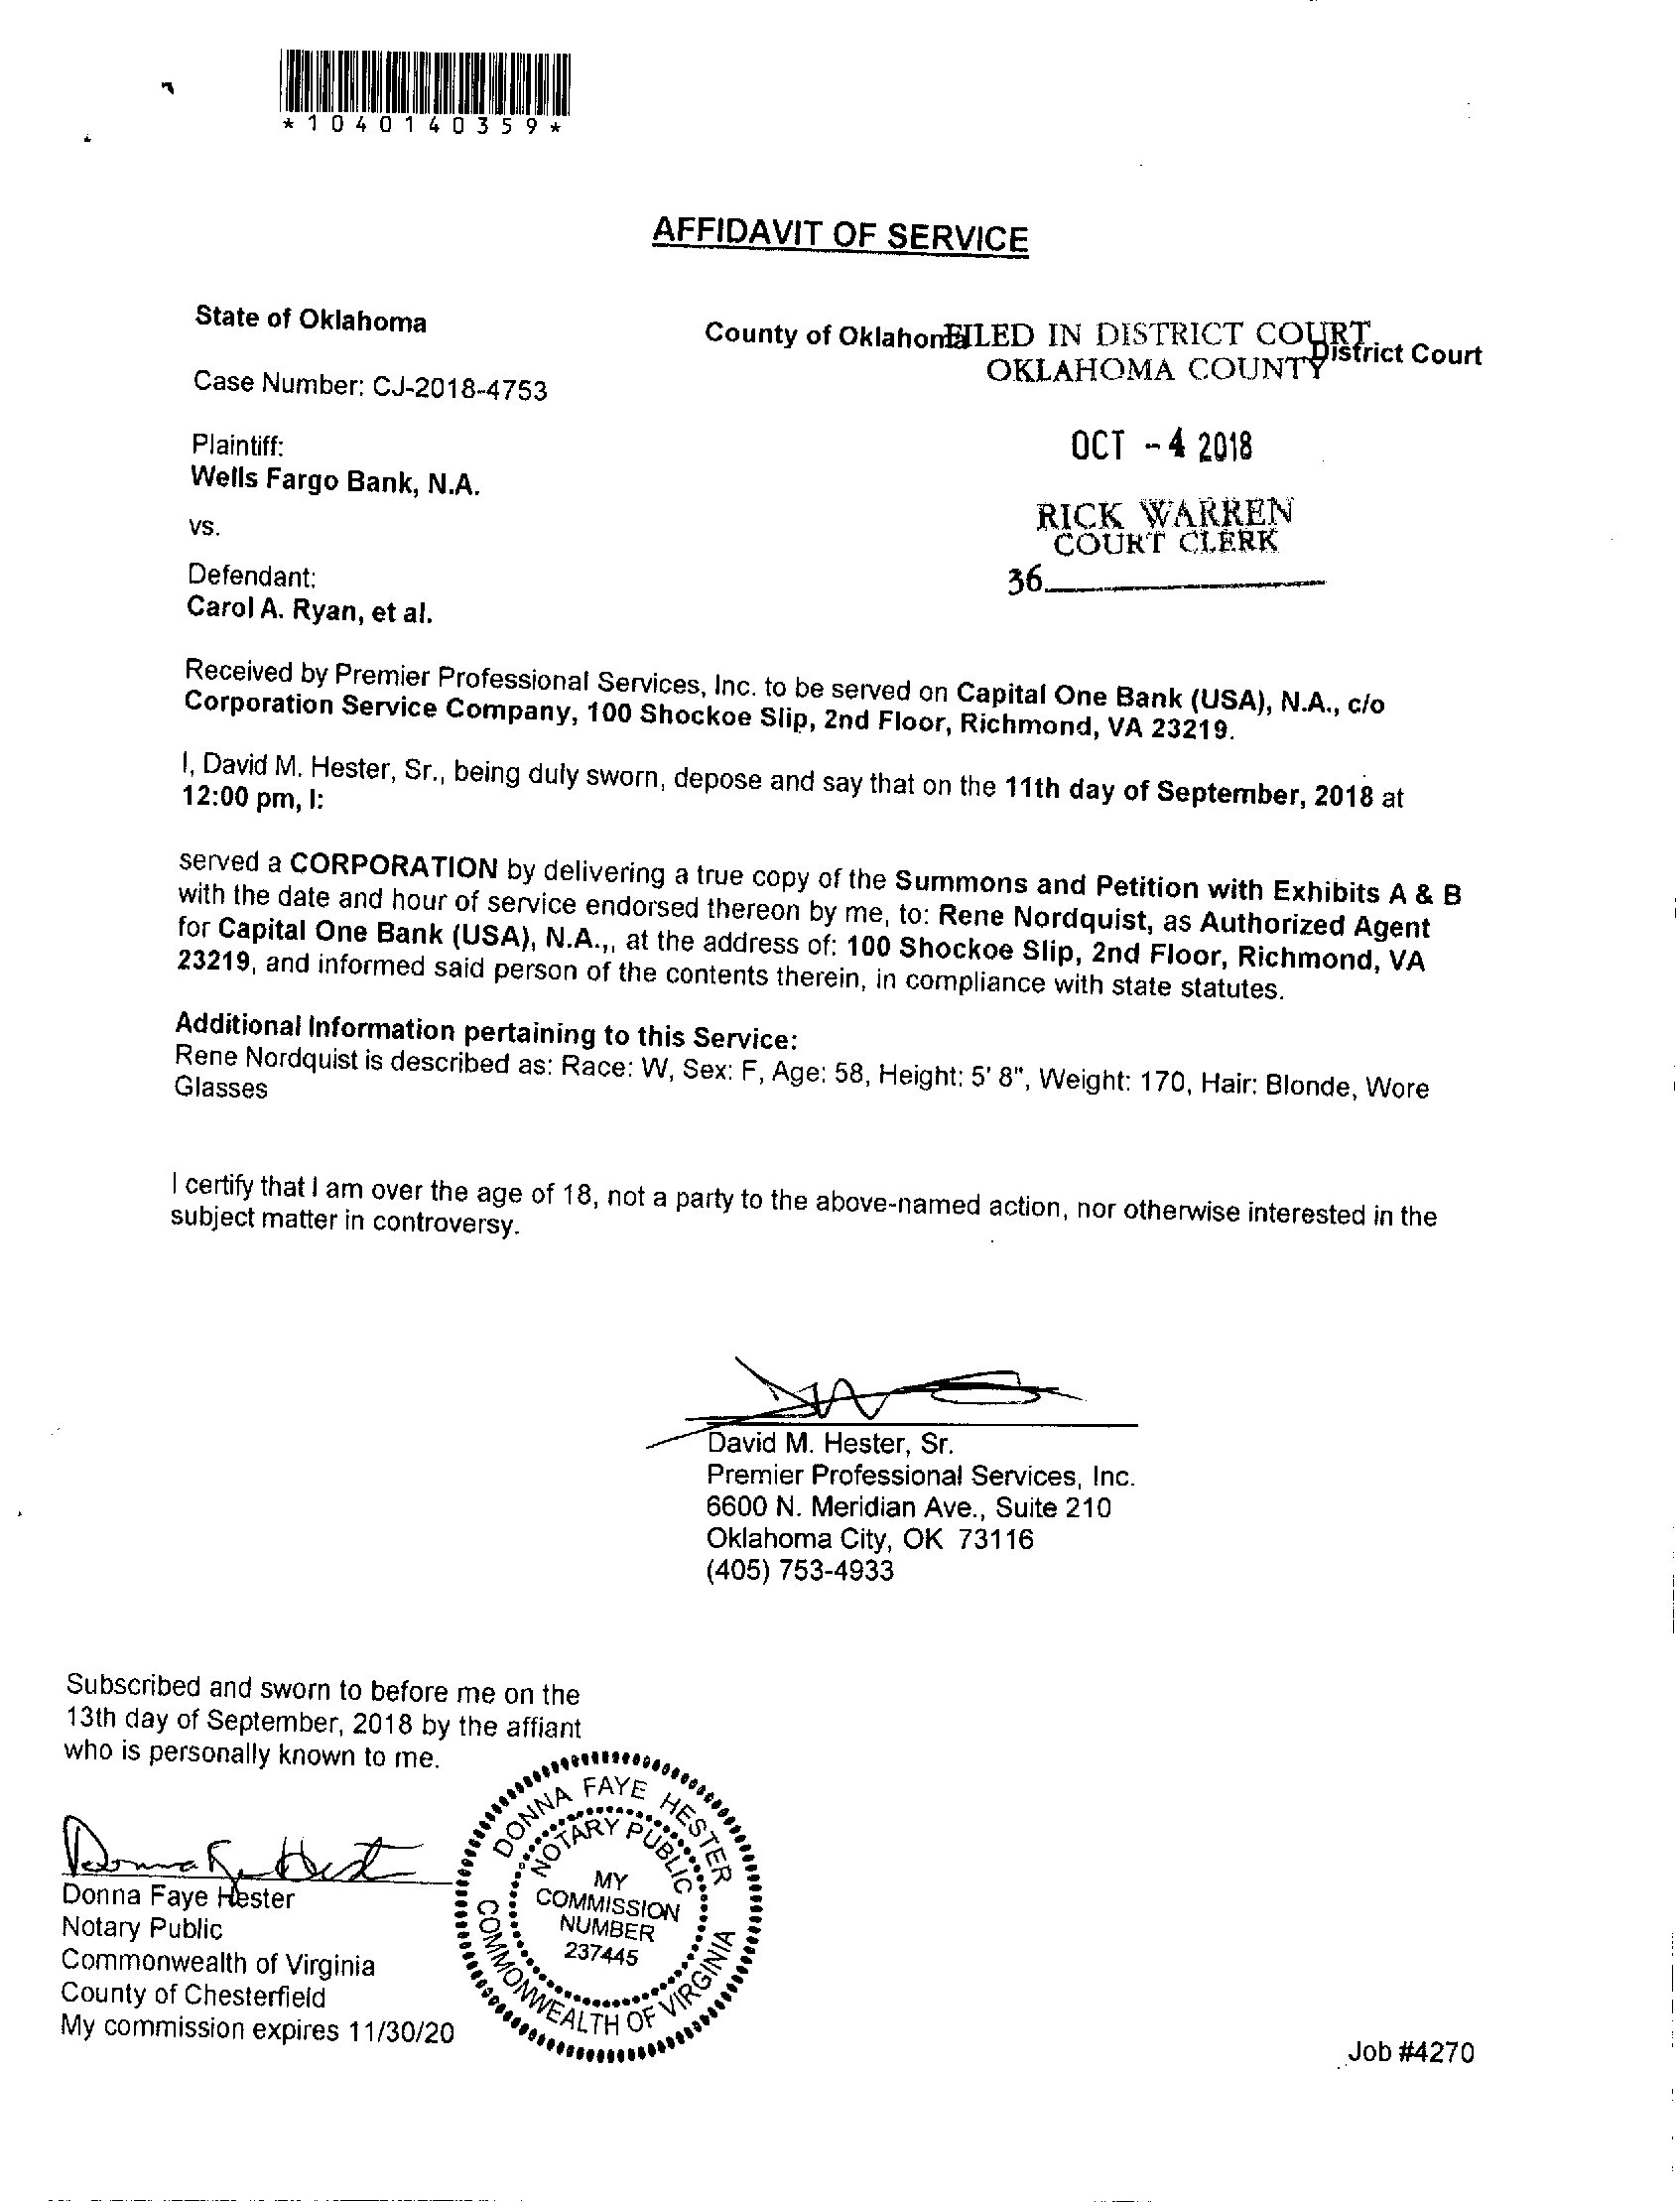 *1040140359*
AFFIDAVIT OF SERVICE
State of Oklahoma
County of Oklahoma
District Court
FILED IN DISTRICT COURT
OKLAHOMA COUNTY
Case Number: CJ-2018-4753
OCT -4 2018
Plaintiff:
Wells Fargo Bank, N.A.
RICK WARREN
COURT CLERK
vs.
36
Defendant:
Carol A. Ryan, et al.
Received by Premier Professional Services, Inc. to be served on Capital One Bank (USA), N.A., c/o
Corporation Service Company, 100 Shockoe Slip, 2nd Floor, Richmond, VA 23219.
I, David M. Hester, Sr., being duly sworn, depose and say that on the 11th day of September, 2018 at
12:00 pm, I:
served a CORPORATION by delivering a true copy of the Summons and Petition with Exhibits A & B
with the date and hour of service endorsed thereon by me, to: Rene Nordquist, as Authorized Agent
for Capital One Bank (USA), N.A.,, at the address of: 100 Shockoe Slip, 2nd Floor, Richmond, VA
23219, and informed said person of the contents therein, in compliance with state statutes.
Additional Information pertaining to this Service:
Rene Nordquist is described as: Race: W, Sex: F, Age: 58, Height: 5' 8", Weight: 170, Hair: Blonde, Wore
Glasses
I certify that I am over the age of 18, not a party to the above-named action, nor otherwise interested in the
subject matter in controversy.
David M. Hester, Sr.
Premier Professional Services, Inc.
6600 N. Meridian Ave., Suite 210
Oklahoma City, OK 73116
(405) 753-4933
Subscribed and sworn to before me on the
13th day of September, 2018 by the affiant
who is personally known to me.
Donna Faye Hester
Notary Public
Commonwealth of Virginia
County of Chesterfield
My commission expires 11/30/20
DONNA FAYE HESTER
NOTARY PUBLIC
MY
COMMISSION
NUMBER
237445
COMMONWEALTH OF VIRGINIA
Job #4270